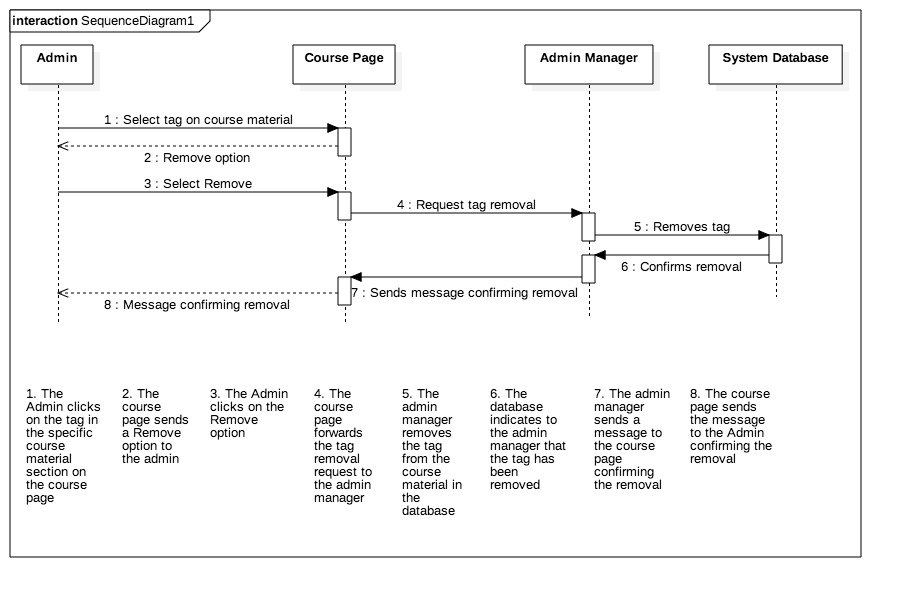 interaction SequenceDiagram1
Admin
Course Page
Admin Manager
System Database
1 : Select tag on course material
2 : Remove option
3 : Select Remove
4 : Request tag removal
5 : Removes tag
6 : Confirms removal
7 : Sends message confirming removal
8 : Message confirming removal
1. The
Admin clicks
on the tag in
the specific
course
material
section on
the course
page
2. The
course
page sends
a Remove
option to
the admin
3. The Admin
clicks on the
Remove
option
4. The
course
page
forwards
the tag
removal
request to
the admin
manager
5. The
admin
manager
removes
the tag
from the
course
material in
the
database
6. The
database
indicates to
the admin
manager that
the tag has
been
removed
7. The admin
manager
sends a
message to
the course
page
confirming
the removal
8. The course
page sends
the message
to the Admin
confirming the
removal